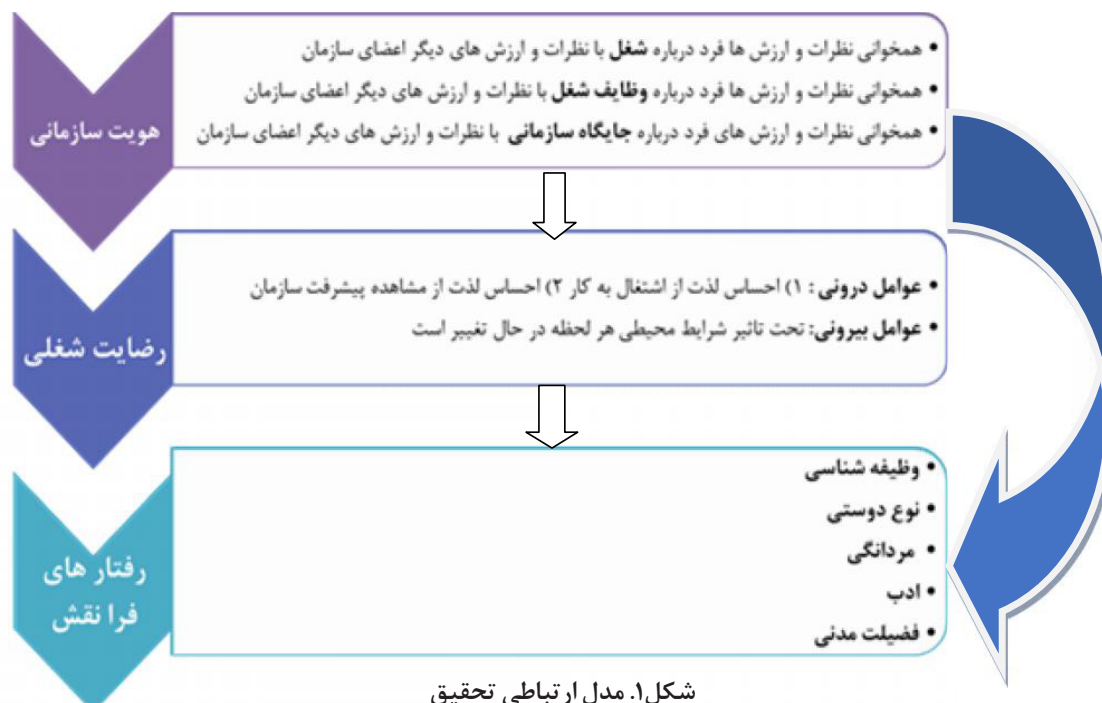 هویت سازمانی
• همخوانی نظرات و ارزش ها فرد درباره شغل با نظرات و ارزش های دیگر اعضای سازمان
• همخوانی نظرات و ارزش ها فرد درباره وظایف شغل با نظرات و ارزش های دیگر اعضای سازمان
• همخوانی نظرات و ارزش های فرد درباره جایگاه سازمانی با نظرات و ارزش های دیگر اعضای سازمان
رضایت شغلی
• عوامل درونی: ۱) احساس لذت از اشتغال به کار ۲) احساس لذت از مشاهده پیشرفت سازمان
• عوامل بیرونی: تحت تاثیر شرایط محیطی هر لحظه در حال تغییر است
رفتار های
فرا نقش
• وظیفه شناسی
• نوع دوستی
• مردانگی
• ادب
• فضیلت مدنی
شکل۱. مدل ارتباطی تحقیق